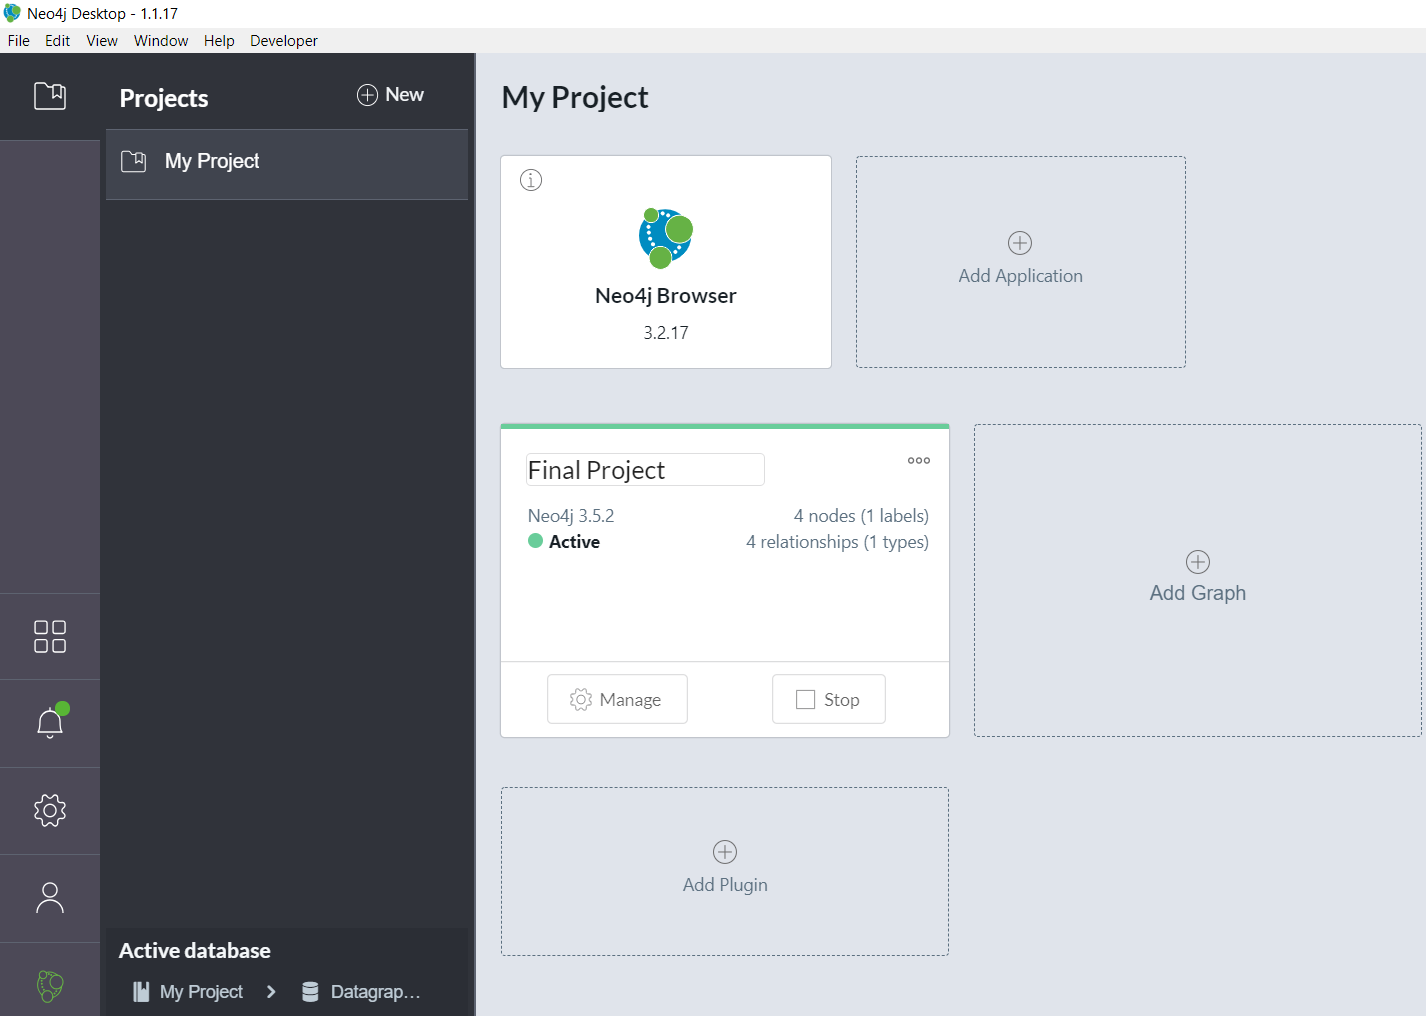 Neo4j Desktop - 1.1.17
File Edit View Window Help Developer
Projects
New
My Project
Active database
My Project
Datagrap...
My Project
Neo4j Browser
3.2.17
Add Application
Final Project
Neo4j 3.5.2
4 nodes (1 labels)
Active
4 relationships (1 types)
Manage
Stop
Add Graph
Add Plugin